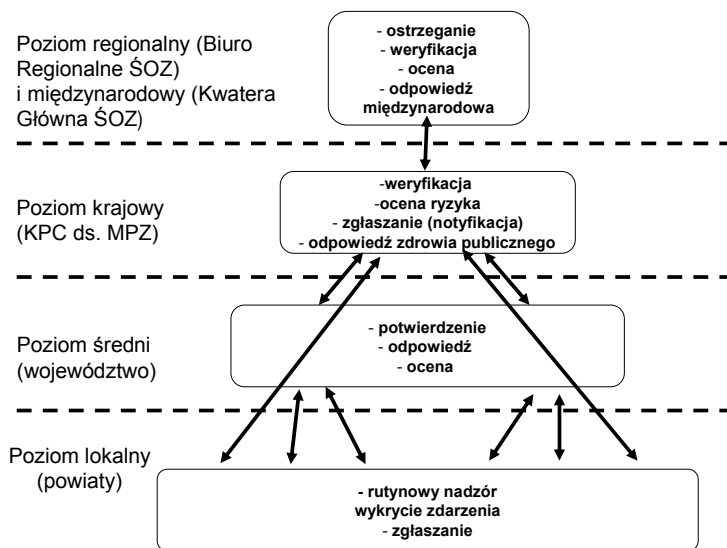 Poziom regionalny (Biuro
Regionalne ŚOZ)
i międzynarodowy (Kwatera
Główna ŚOZ)
- ostrzeganie
- weryfikacja
- ocena
- odpowiedź
międzynarodowa
Poziom krajowy
(KPC ds. MPZ)
-weryfikacja
-ocena ryzyka
- zgłaszanie (notyfikacja)
- odpowiedź zdrowia publicznego
Poziom średni
(województwo)
- potwierdzenie
- odpowiedź
- ocena
Poziom lokalny
(powiaty)
- rutynowy nadzór
wykrycie zdarzenia
- zgłaszanie